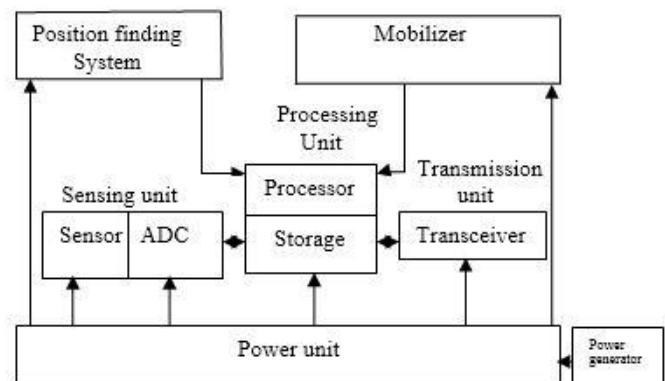 Position finding
System
Mobilizer
Processing
Unit
Processor
Storage
Sensing unit
Sensor
ADC
Transmission
unit
Transceiver
Power unit
Power
generator